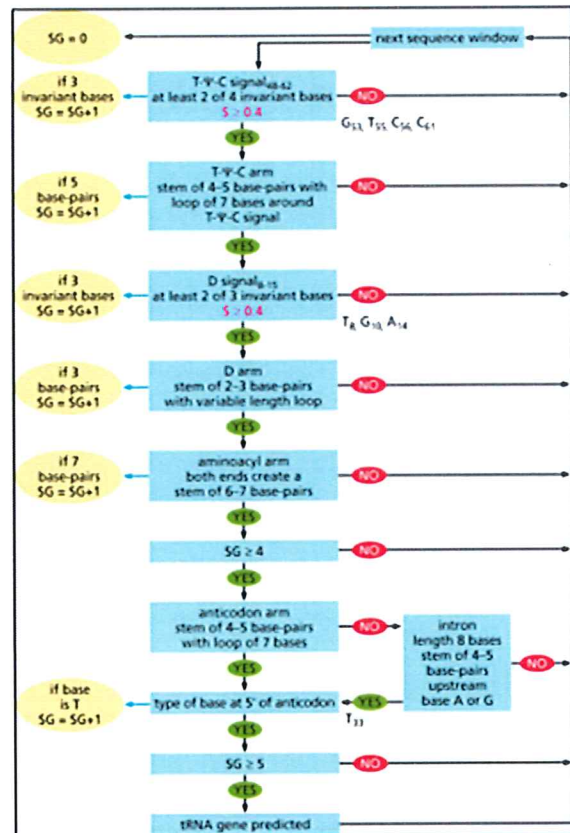 SG = 0
next sequence window
if 3
invariant bases
SG = SG+1
T-Ψ-C signal48-62
at least 2 of 4 invariant bases
S ≥ 0.4
NO
G53, T55, C56, C61
YES
if 5
base-pairs
SG = SG+1
T-Ψ-C arm
stem of 4–5 base-pairs with
loop of 7 bases around
T-Ψ-C signal
NO
YES
if 3
invariant bases
SG = SG+1
D signal8-15
at least 2 of 3 invariant bases
S ≥ 0.4
NO
T8, G10, A14
YES
if 3
base-pairs
SG = SG+1
D arm
stem of 2–3 base-pairs
with variable length loop
NO
YES
if 7
base-pairs
SG = SG+1
aminoacyl arm
both ends create a
stem of 6–7 base-pairs
NO
YES
SG ≥ 4
NO
YES
anticodon arm
stem of 4–5 base-pairs
with loop of 7 bases
NO
intron
length 8 bases
stem of 4–5
base-pairs
upstream
base A or G
NO
YES
if base
is T
SG = SG+1
type of base at 5' of anticodon
YES
T33
YES
SG ≥ 5
NO
YES
tRNA gene predicted